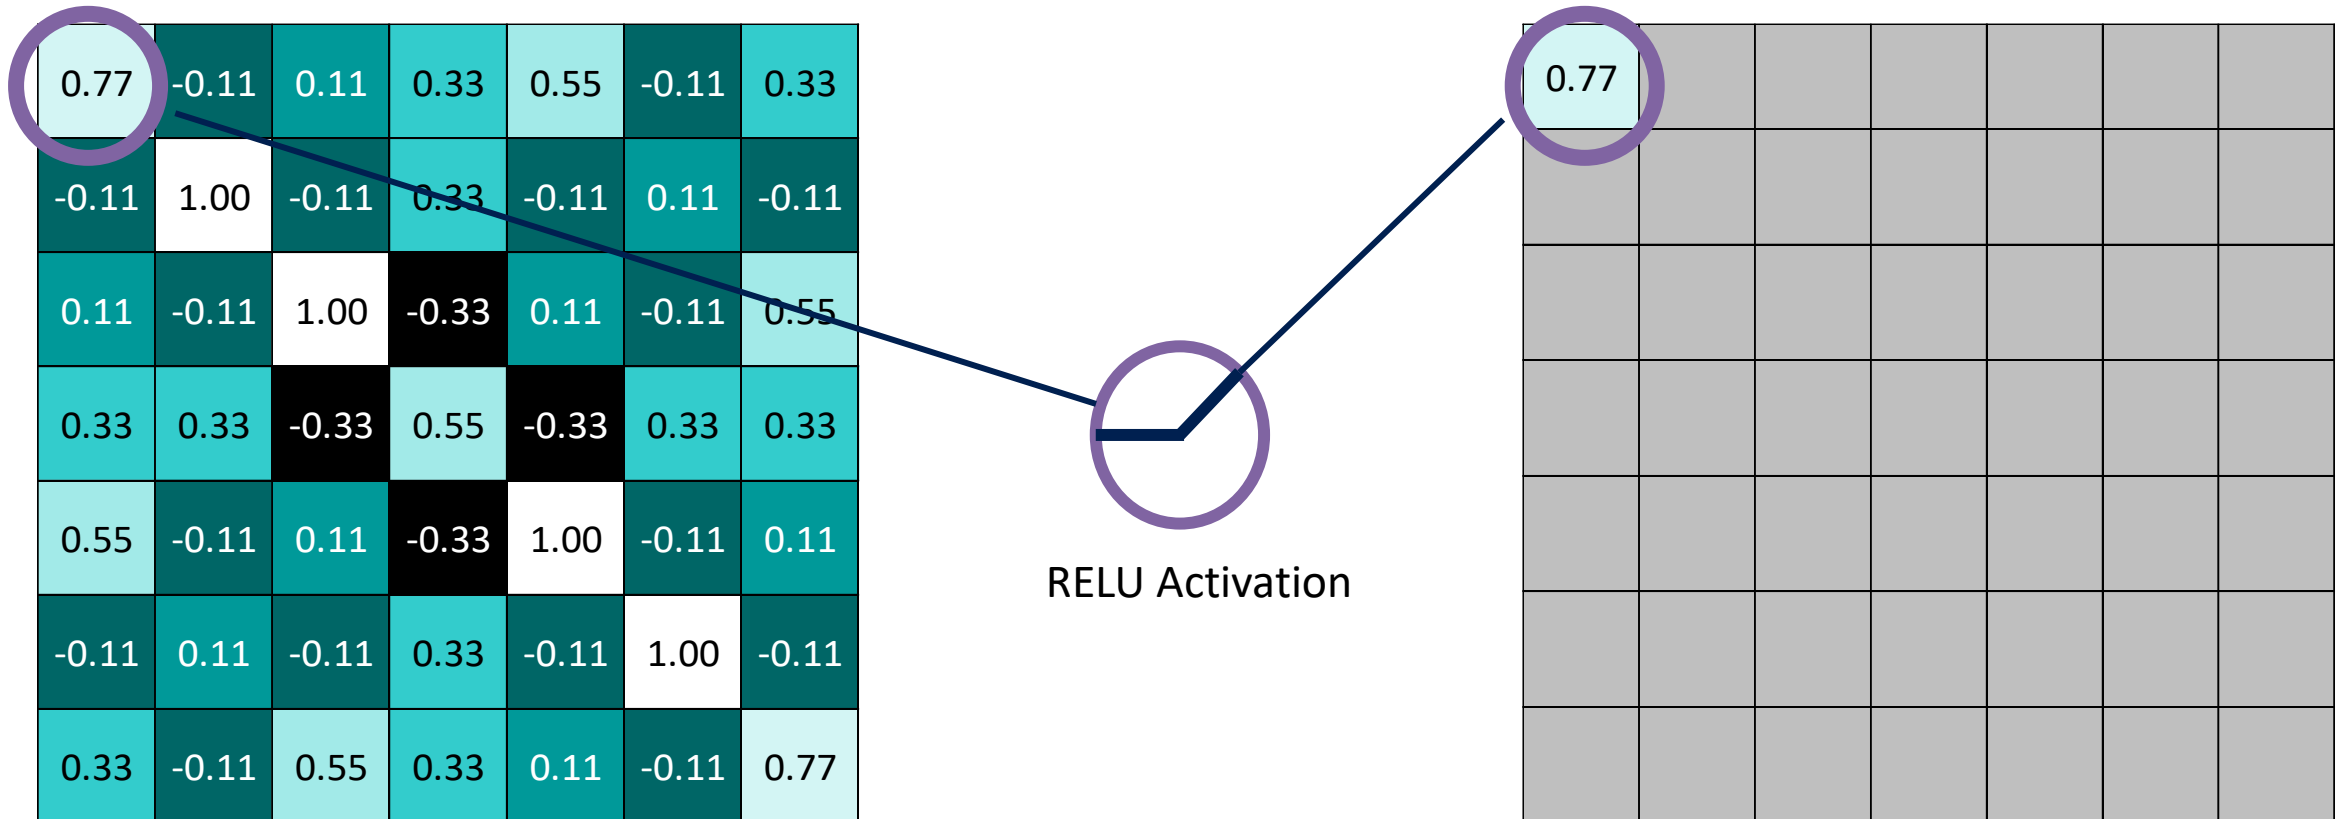 0.77 -0.11 0.11 0.33 0.55 -0.11 0.33 0.77
-0.11 1.00 -0.11 0.33 -0.11 0.11 -0.11
0.11 -0.11 1.00 -0.33 0.11 -0.11 0.55
0.33 0.33 -0.33 0.55 -0.33 0.33 0.33
0.55 -0.11 0.11 -0.33 1.00 -0.11 0.11
RELU Activation
-0.11 0.11 -0.11 0.33 -0.11 1.00 -0.11
0.33 -0.11 0.55 0.33 0.11 -0.11 0.77